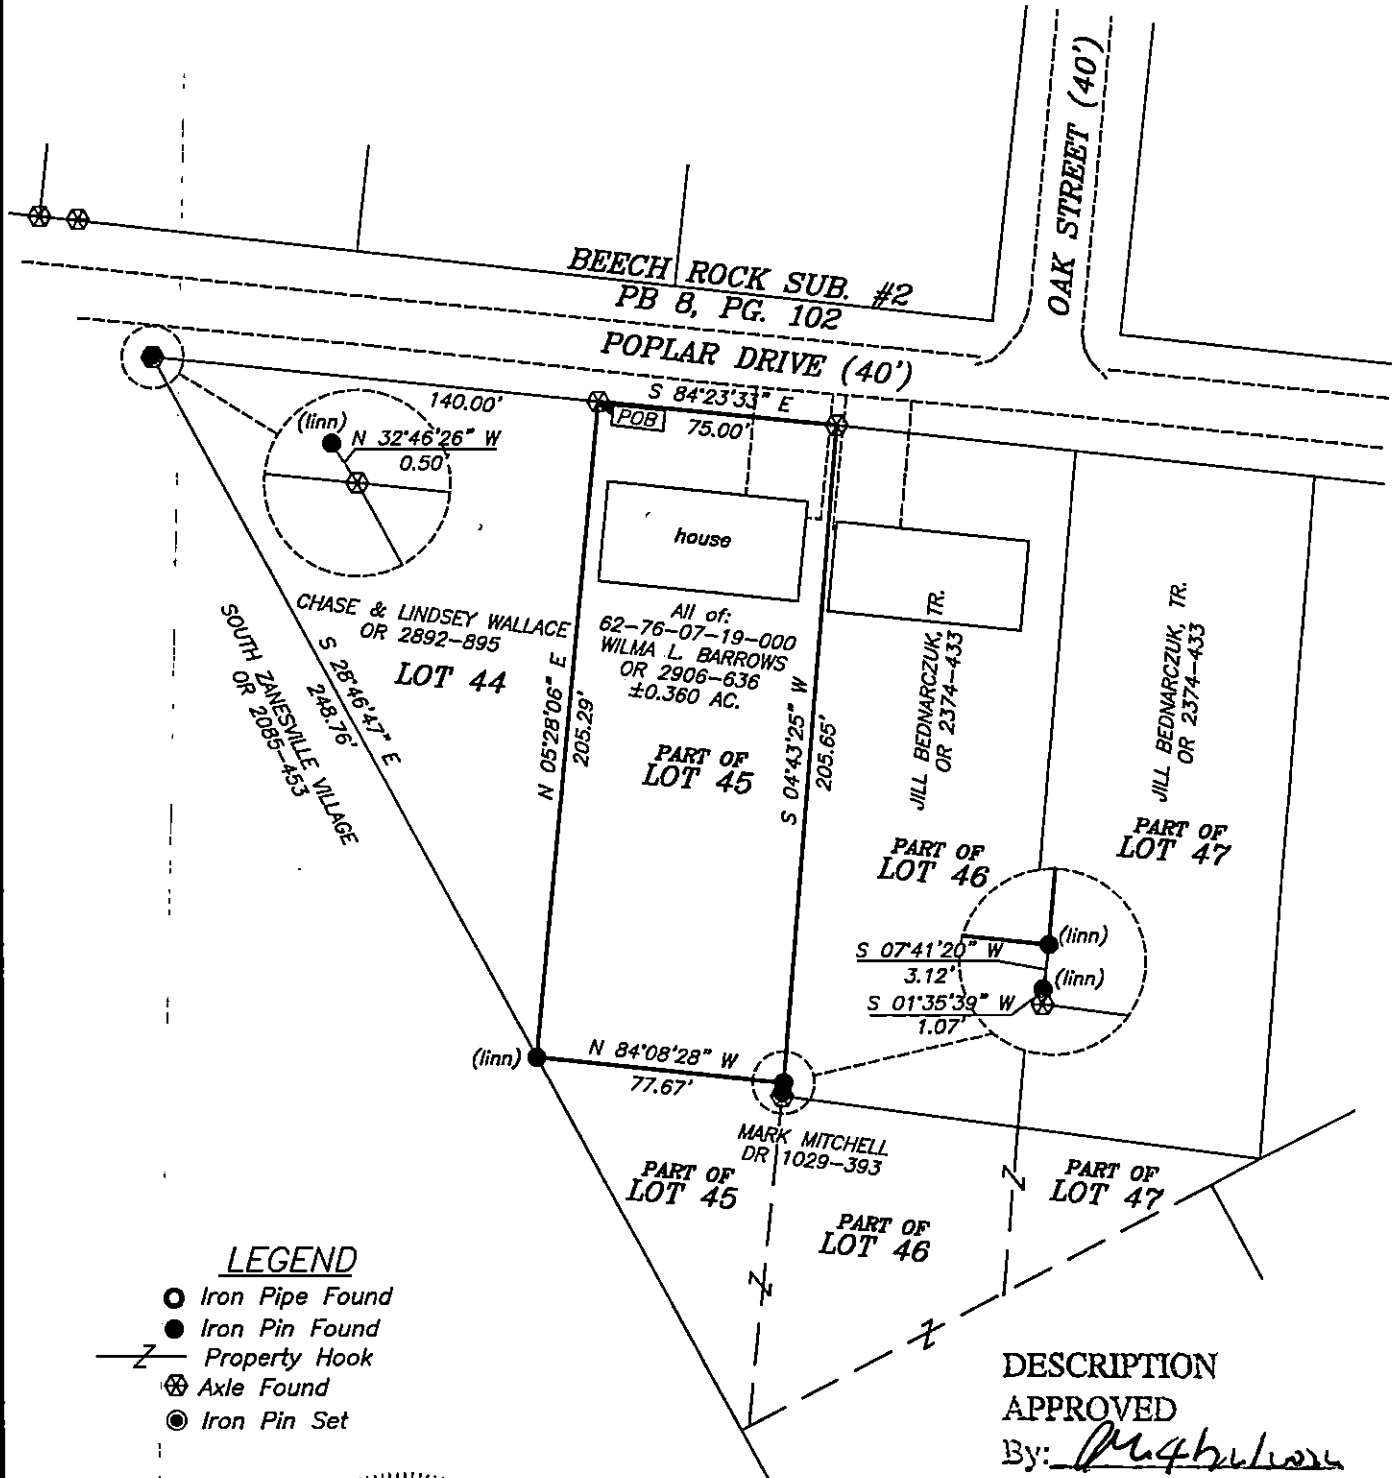 OAK STREET (40')
BEECH ROCK SUB. #2
PB 8, PG. 102
POPLAR DRIVE (40')
140.00'
S 84°23'33" E
POB
75.00'
(linn)
N 32°46'26" W
0.50'
house
CHASE & LINDSEY WALLACE
OR 2892-895
LOT 44
All of:
62-76-07-19-000
WILMA L. BARROWS
OR 2906-636
±0.360 AC.
PART OF
LOT 45
SOUTH ZANESVILLE VILLAGE
OR 2085-453
S 28°46'47" E
248.76'
N 05°28'06" E
205.29'
S 04°43'25" W
205.65'
JILL BEDNARCZUK, TR.
OR 2374-433
PART OF
LOT 46
JILL BEDNARCZUK, TR.
OR 2374-433
PART OF
LOT 47
(linn)
S 07°41'20" W
3.12'
(linn)
S 01°35'39" W
1.07'
(linn)
N 84°08'28" W
77.67'
MARK MITCHELL
DR 1029-393
PART OF
LOT 45
PART OF
LOT 46
PART OF
LOT 47
LEGEND
Iron Pipe Found
Iron Pin Found
Z Property Hook
Axle Found
Iron Pin Set
Z
Z
Z
DESCRIPTION
APPROVED
By: